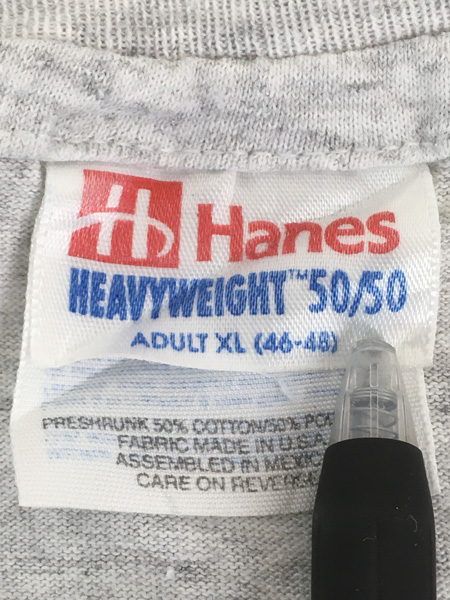 H Hanes
HEAVYWEIGHT™ 50/50
ADULT XL (46-48)
PRESHRUNK 50% COTTON/50%
FABRIC MADE IN U.S.A.
ASSEMBLED IN MEXICO
CARE ON REVERSE